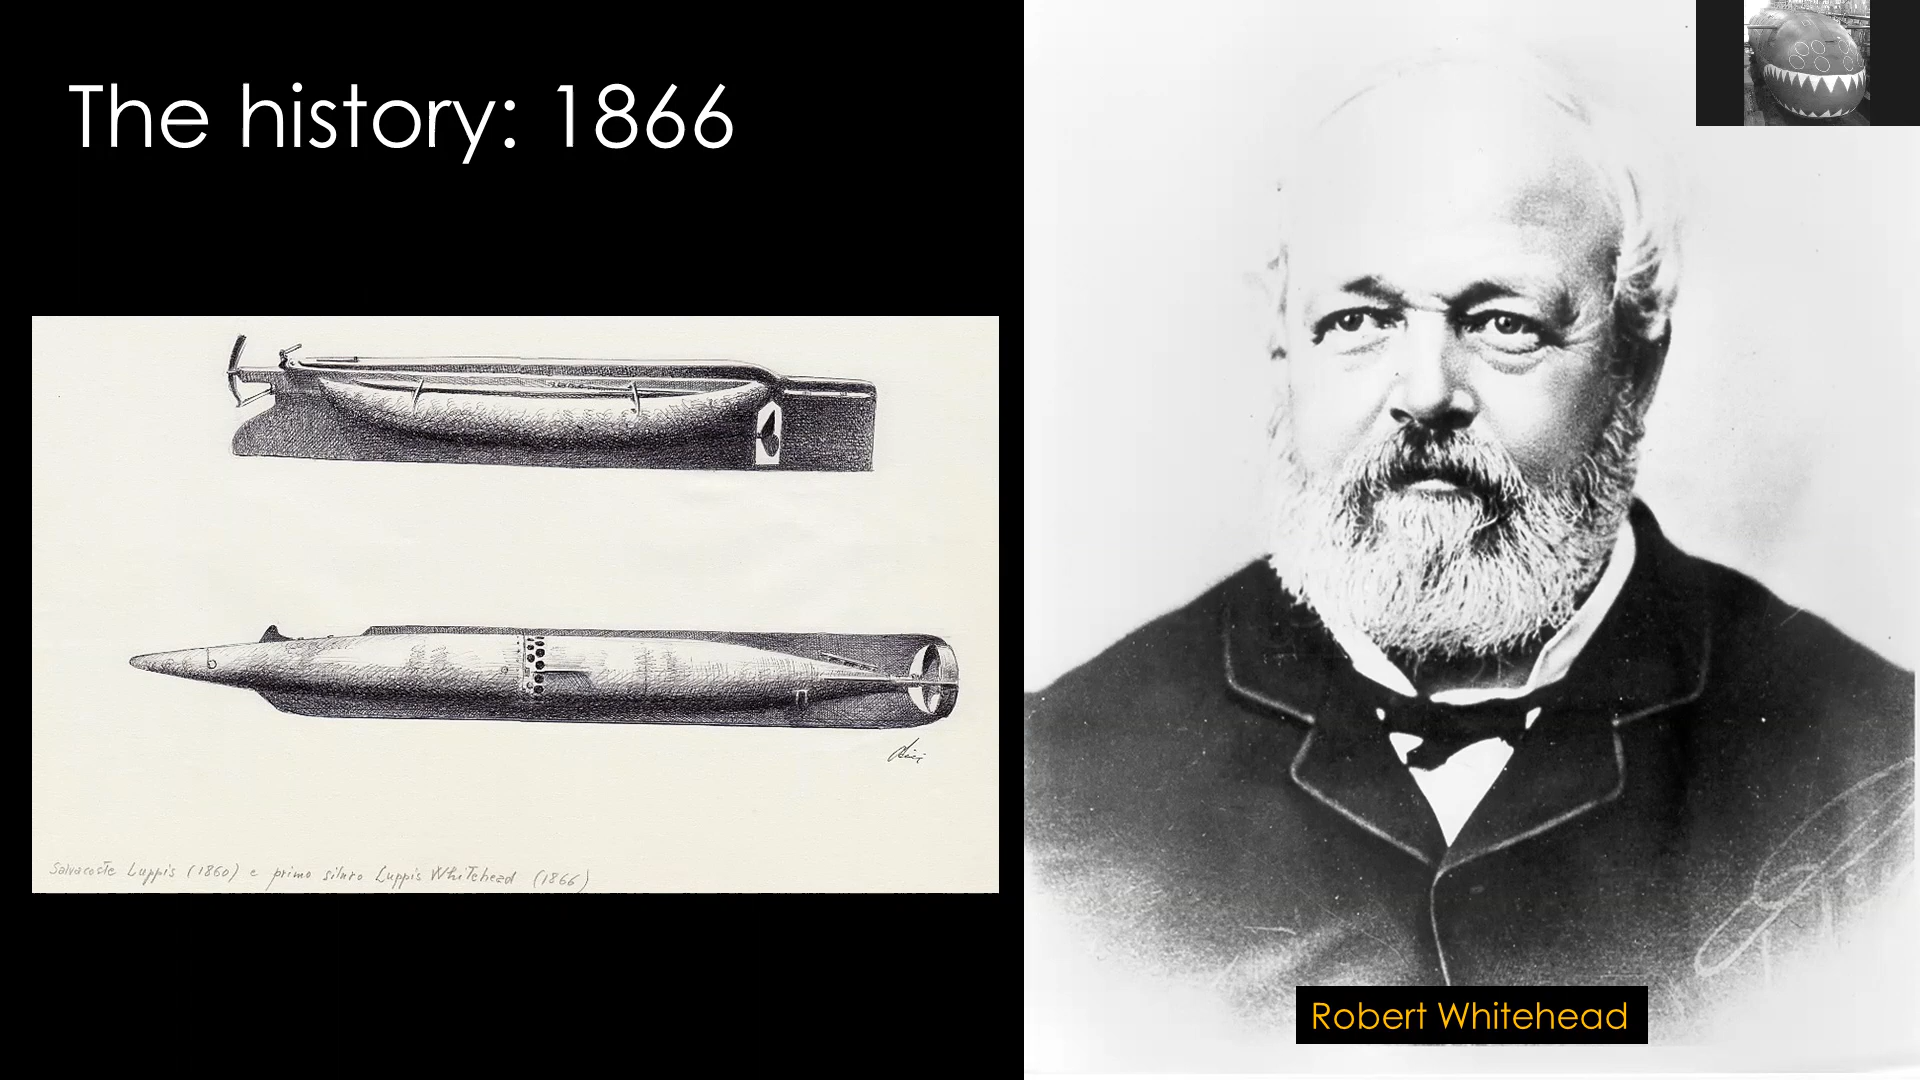 The history: 1866
Salvacoste Luppis (1860) e primo siluro Luppis Whitehead (1866)
Robert Whitehead